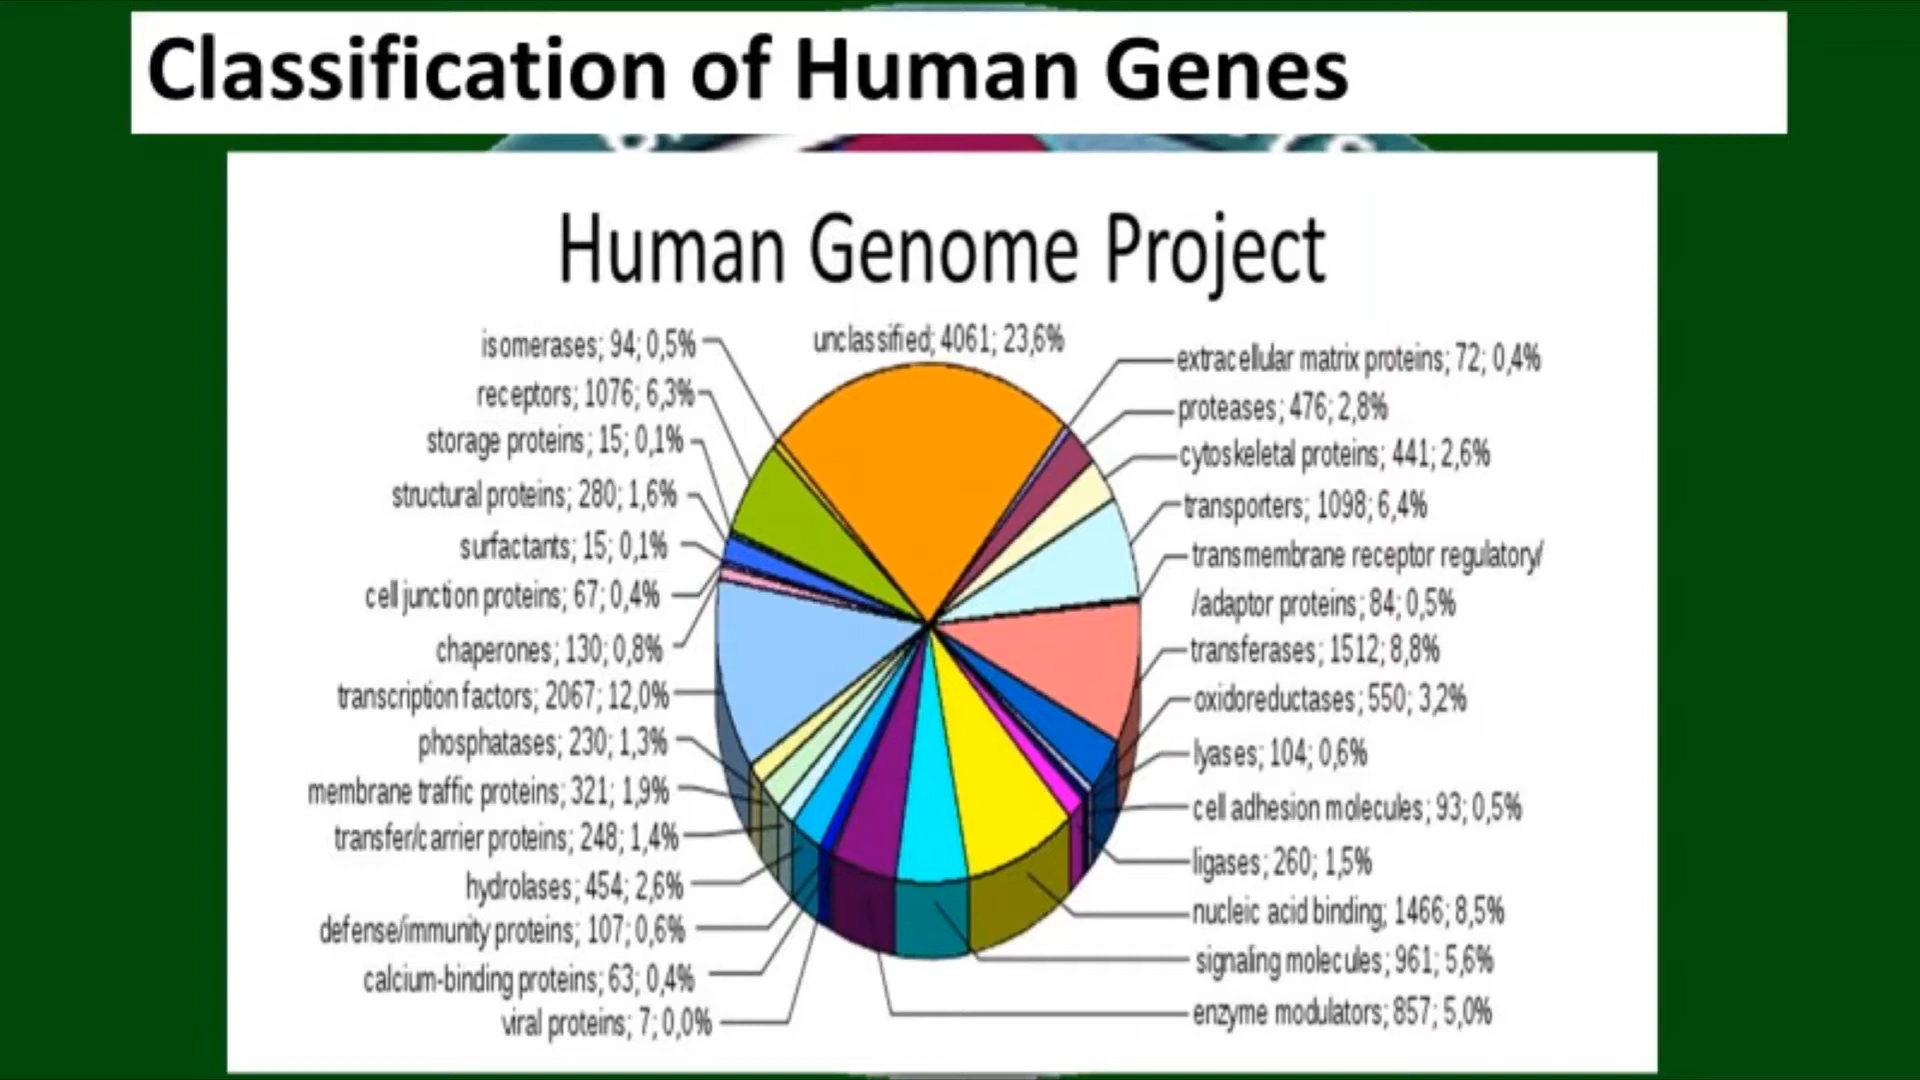 Classification of Human Genes
Human Genome Project
unclassified; 4061; 23,6%
extracellular matrix proteins; 72; 0,4%
proteases; 476; 2,8%
cytoskeletal proteins; 441; 2,6%
transporters; 1098; 6,4%
transmembrane receptor regulatory/
/adaptor proteins; 84; 0,5%
transferases; 1512; 8,8%
oxidoreductases; 550; 3,2%
lyases; 104; 0,6%
cell adhesion molecules; 93; 0,5%
ligases; 260; 1,5%
nucleic acid binding; 1466; 8,5%
signaling molecules; 961; 5,6%
enzyme modulators; 857; 5,0%
isomerases; 94; 0,5%
receptors; 1076; 6,3%
storage proteins; 15; 0,1%
structural proteins; 280; 1,6%
surfactants; 15; 0,1%
cell junction proteins; 67; 0,4%
chaperones; 130; 0,8%
transcription factors; 2067; 12,0%
phosphatases; 230; 1,3%
membrane traffic proteins; 321; 1,9%
transfer/carrier proteins; 248; 1,4%
hydrolases; 454; 2,6%
defense/immunity proteins; 107; 0,6%
calcium-binding proteins; 63; 0,4%
viral proteins; 7; 0,0%